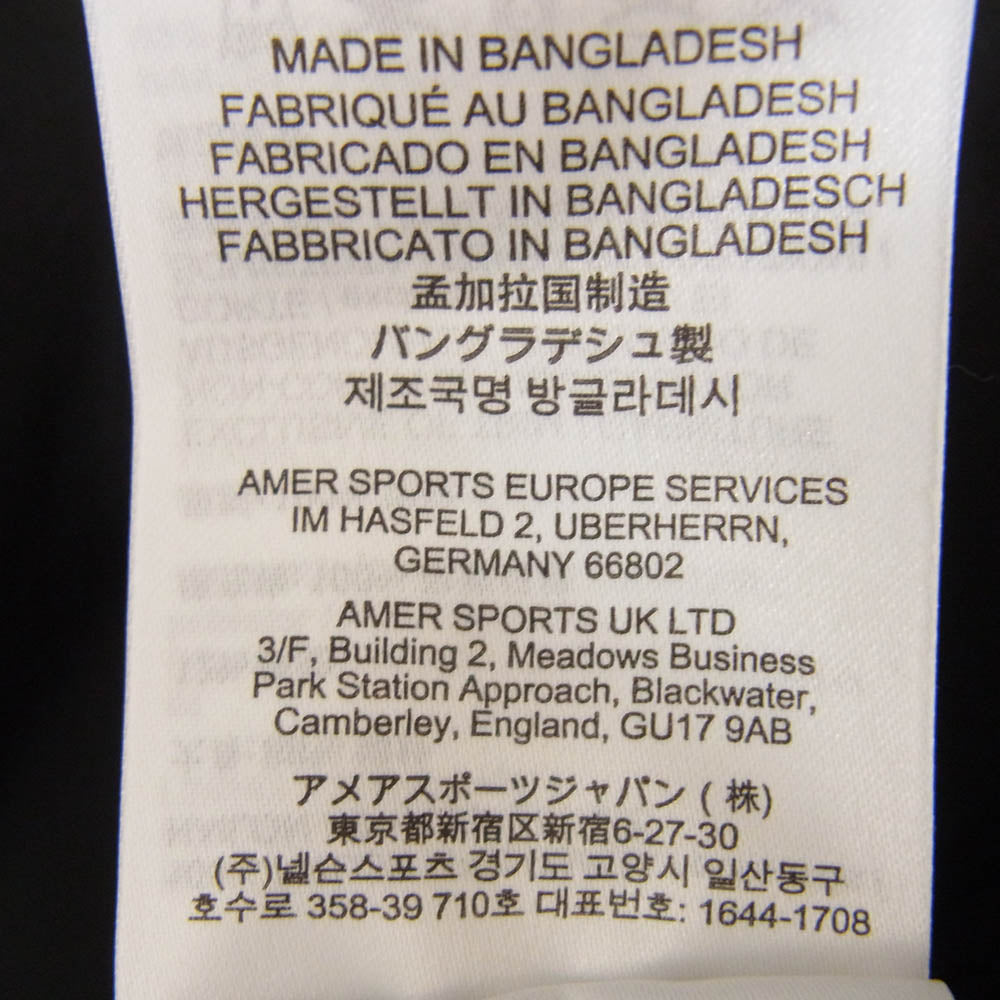 MADE IN BANGLADESH
FABRIQUÉ AU BANGLADESH
FABRICADO EN BANGLADESH
HERGESTELLT IN BANGLADESCH
FABBRICATO IN BANGLADESH
孟加拉国制造
バングラデシュ製
제조국명 방글라데시
AMER SPORTS EUROPE SERVICES
IM HASFELD 2, UBERHERRN,
GERMANY 66802
AMER SPORTS UK LTD
3/F, Building 2, Meadows Business
Park Station Approach, Blackwater,
Camberley, England, GU17 9AB
アメアスポーツジャパン ( 株)
東京都新宿区新宿6-27-30
(주)넬슨스포츠 경기도 고양시 일산동구
호수로 358-39 710호 대표번호: 1644-1708